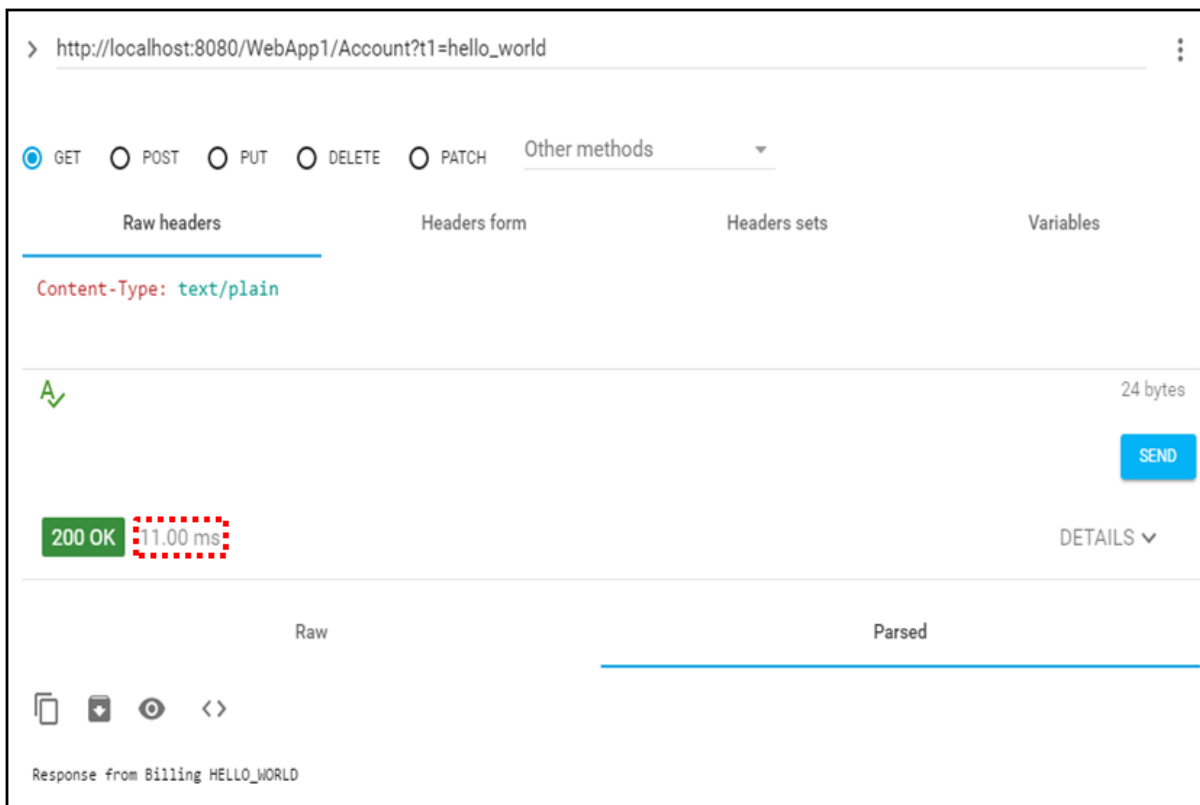 http://localhost:8080/WebApp1/Account?t1=hello_world
GET POST PUT DELETE PATCH Other methods
Raw headers Headers form Headers sets Variables
Content-Type: text/plain
24 bytes
SEND
200 OK 11.00 ms DETAILS
Raw Parsed
Response from Billing HELLO_WORLD